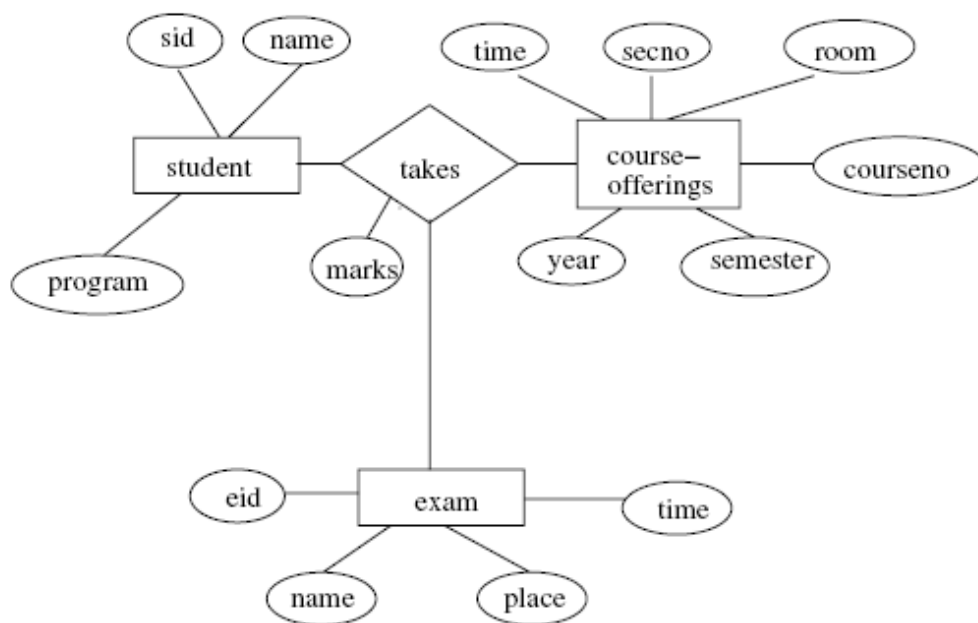 sid
name
time
secno
room
student
takes
course-
offerings
courseno
program
marks
year
semester
eid
exam
time
name
place